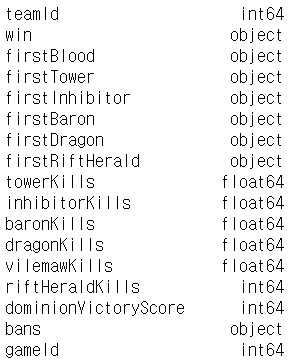 teamId int64
win object
firstBlood object
firstTower object
firstInhibitor object
firstBaron object
firstDragon object
firstRiftHerald object
towerKills float64
inhibitorKills float64
baronKills float64
dragonKills float64
vilemawKills float64
riftHeraldKills int64
dominionVictoryScore int64
bans object
gameId int64